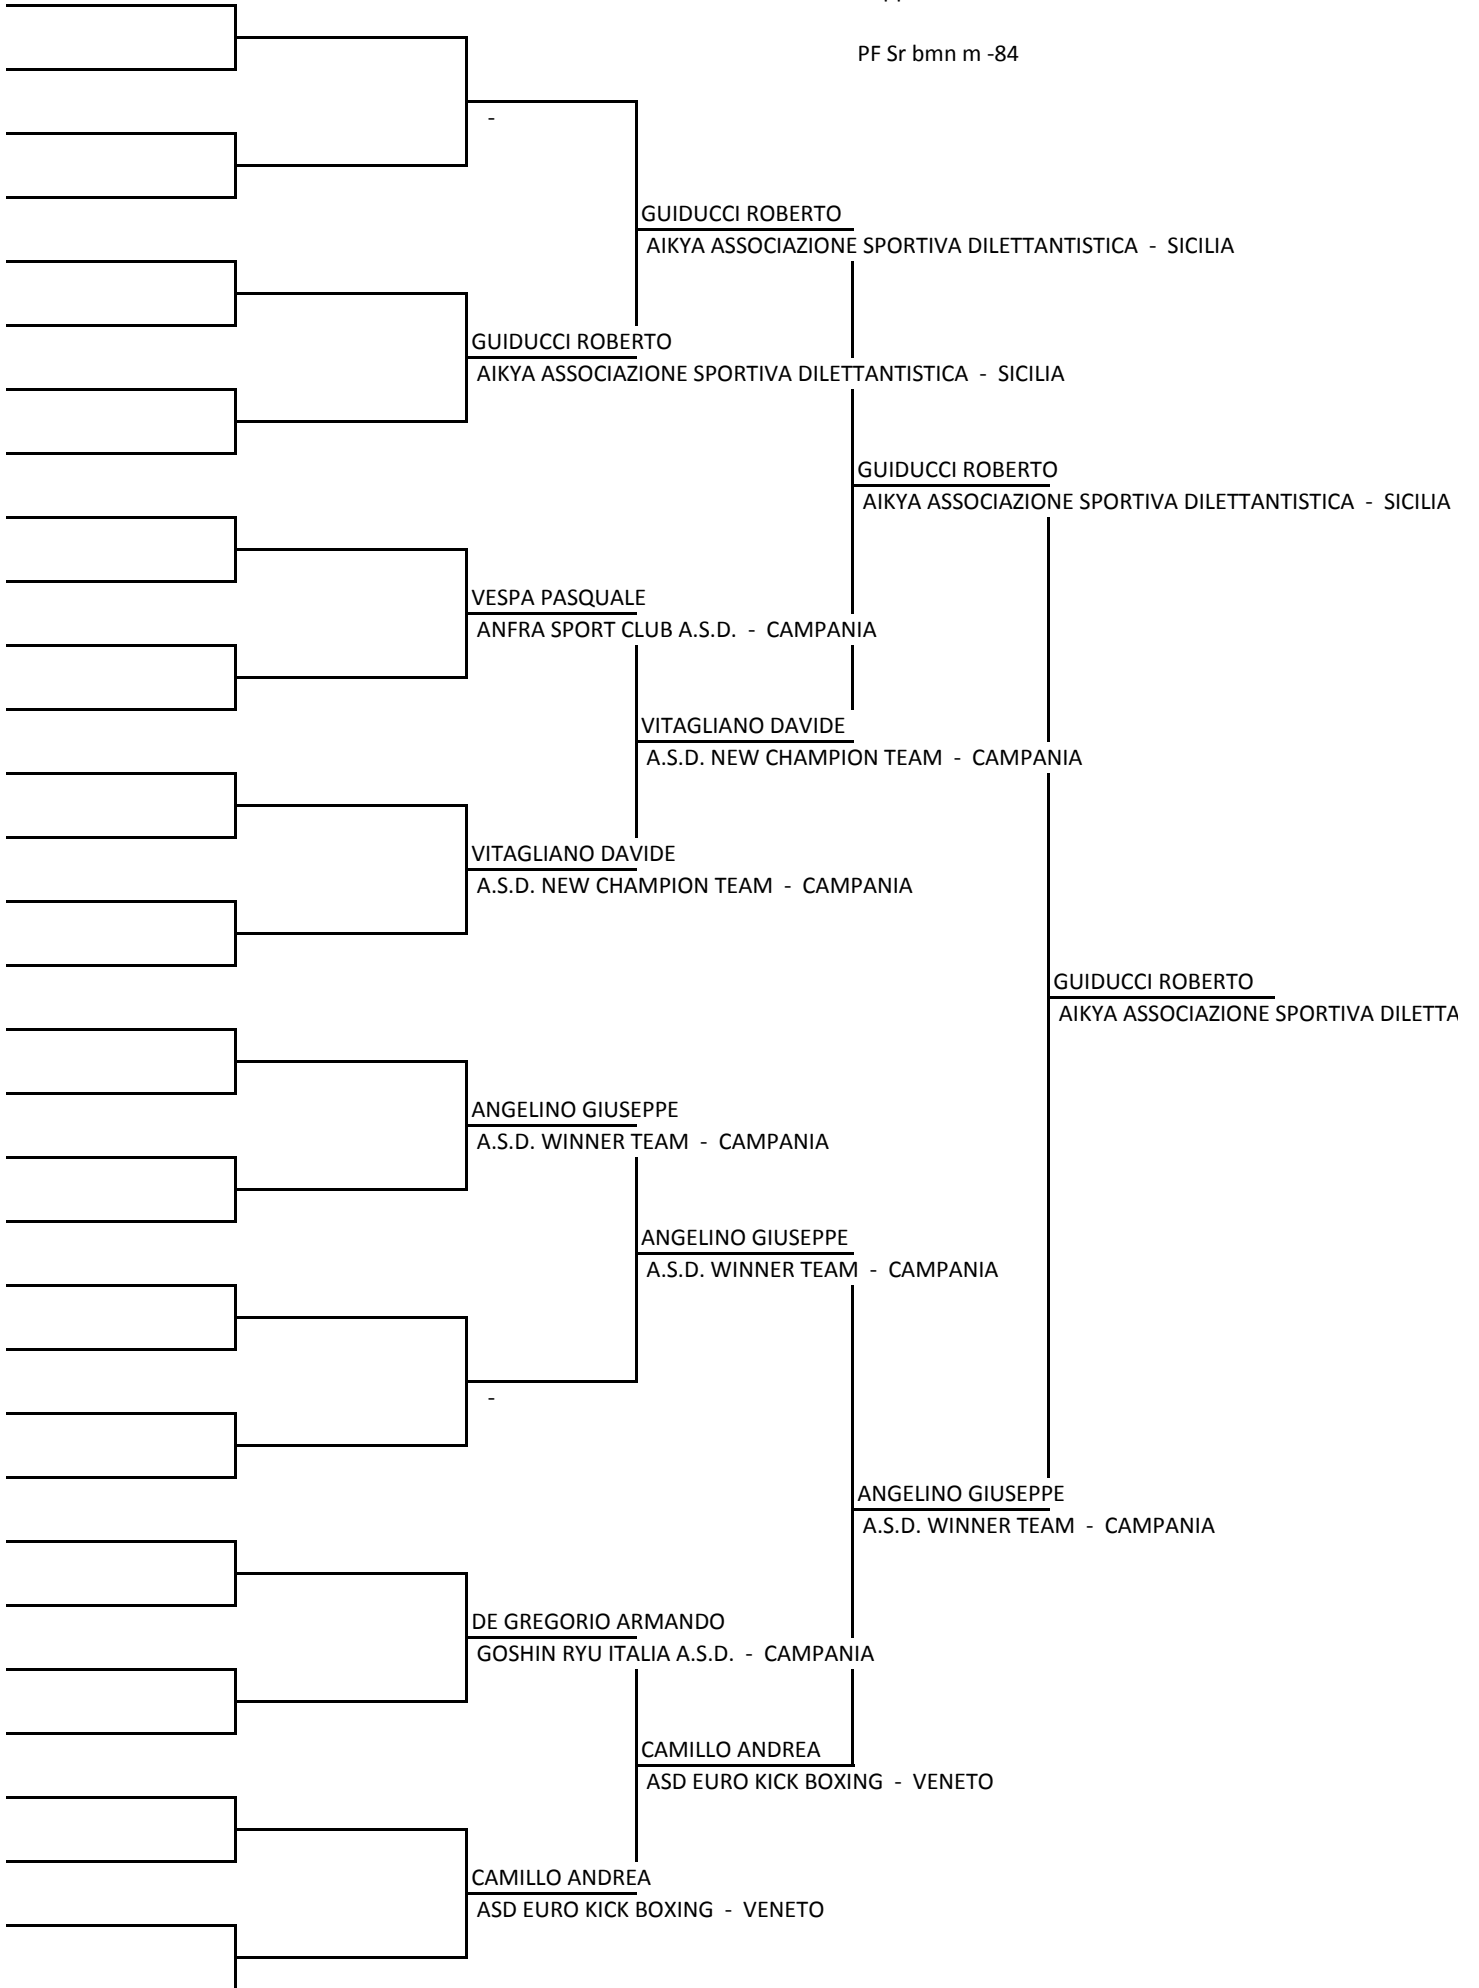 PF Sr bmn m -84
-
GUIDUCCI ROBERTO
AIKYA ASSOCIAZIONE SPORTIVA DILETTANTISTICA - SICILIA
GUIDUCCI ROBERTO
AIKYA ASSOCIAZIONE SPORTIVA DILETTANTISTICA - SICILIA
GUIDUCCI ROBERTO
AIKYA ASSOCIAZIONE SPORTIVA DILETTANTISTICA - SICILIA
VESPA PASQUALE
ANFRA SPORT CLUB A.S.D. - CAMPANIA
VITAGLIANO DAVIDE
A.S.D. NEW CHAMPION TEAM - CAMPANIA
VITAGLIANO DAVIDE
A.S.D. NEW CHAMPION TEAM - CAMPANIA
GUIDUCCI ROBERTO
AIKYA ASSOCIAZIONE SPORTIVA DILETTA
ANGELINO GIUSEPPE
A.S.D. WINNER TEAM - CAMPANIA
ANGELINO GIUSEPPE
A.S.D. WINNER TEAM - CAMPANIA
-
ANGELINO GIUSEPPE
A.S.D. WINNER TEAM - CAMPANIA
DE GREGORIO ARMANDO
GOSHIN RYU ITALIA A.S.D. - CAMPANIA
CAMILLO ANDREA
ASD EURO KICK BOXING - VENETO
CAMILLO ANDREA
ASD EURO KICK BOXING - VENETO